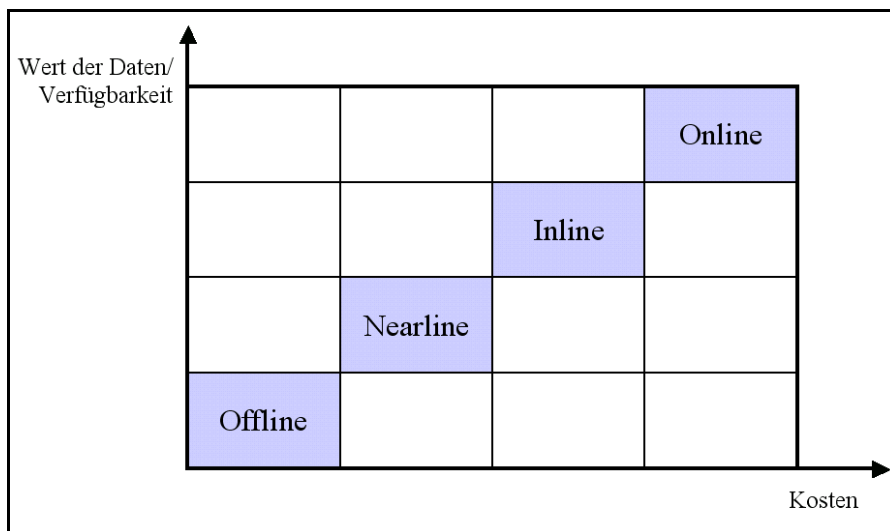 Wert der Daten/
Verfügbarkeit
Online
Inline
Nearline
Offline
Kosten